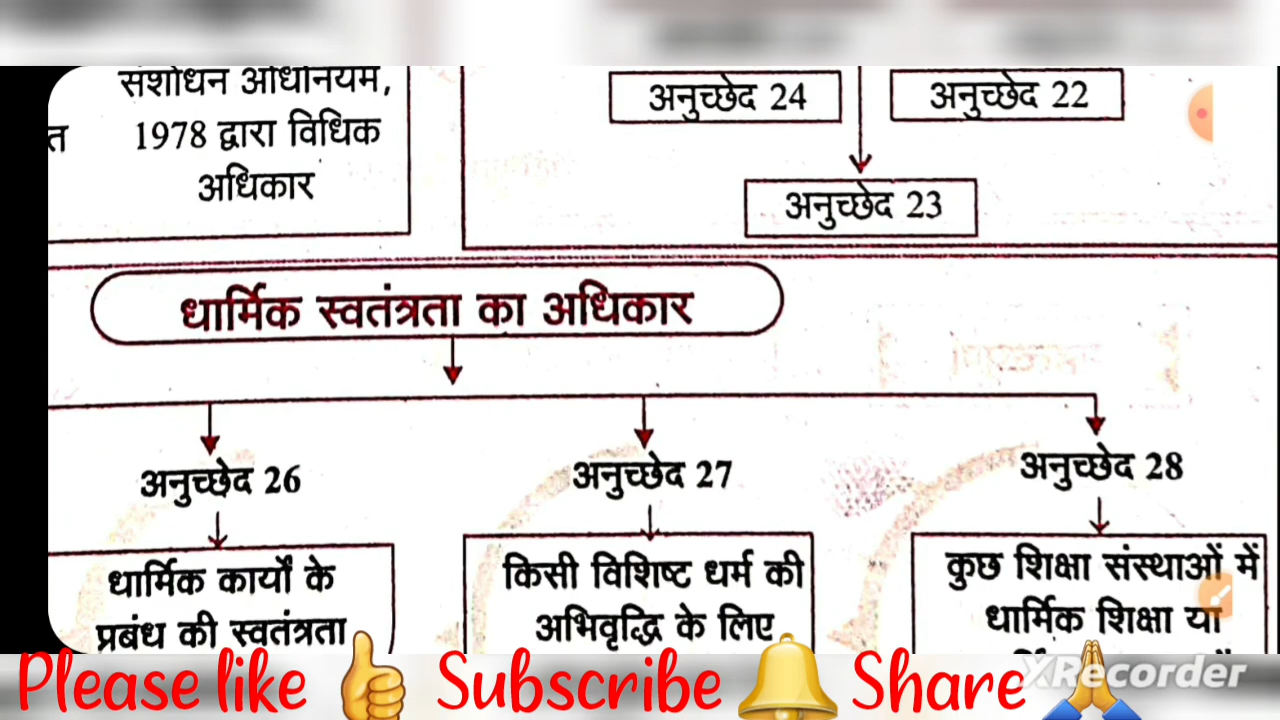 संशोधन अधिनियम,
त 1978 द्वारा विधिक
अधिकार
अनुच्छेद 24
अनुच्छेद 22
अनुच्छेद 23
धार्मिक स्वतंत्रता का अधिकार
अनुच्छेद 26
अनुच्छेद 27
अनुच्छेद 28
धार्मिक कार्यों के
प्रबंध की स्वतंत्रता
किसी विशिष्ट धर्म की
अभिवृद्धि के लिए
कुछ शिक्षा संस्थाओं में
धार्मिक शिक्षा या
Please like Subscribe Share
XRecorder